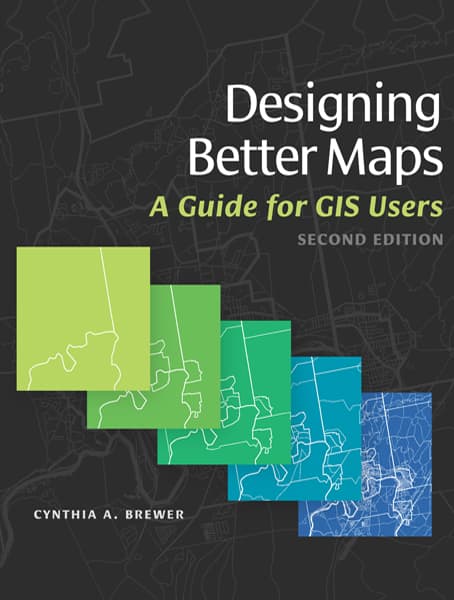 Designing
Better Maps
A Guide for GIS Users
SECOND EDITION
CYNTHIA A. BREWER